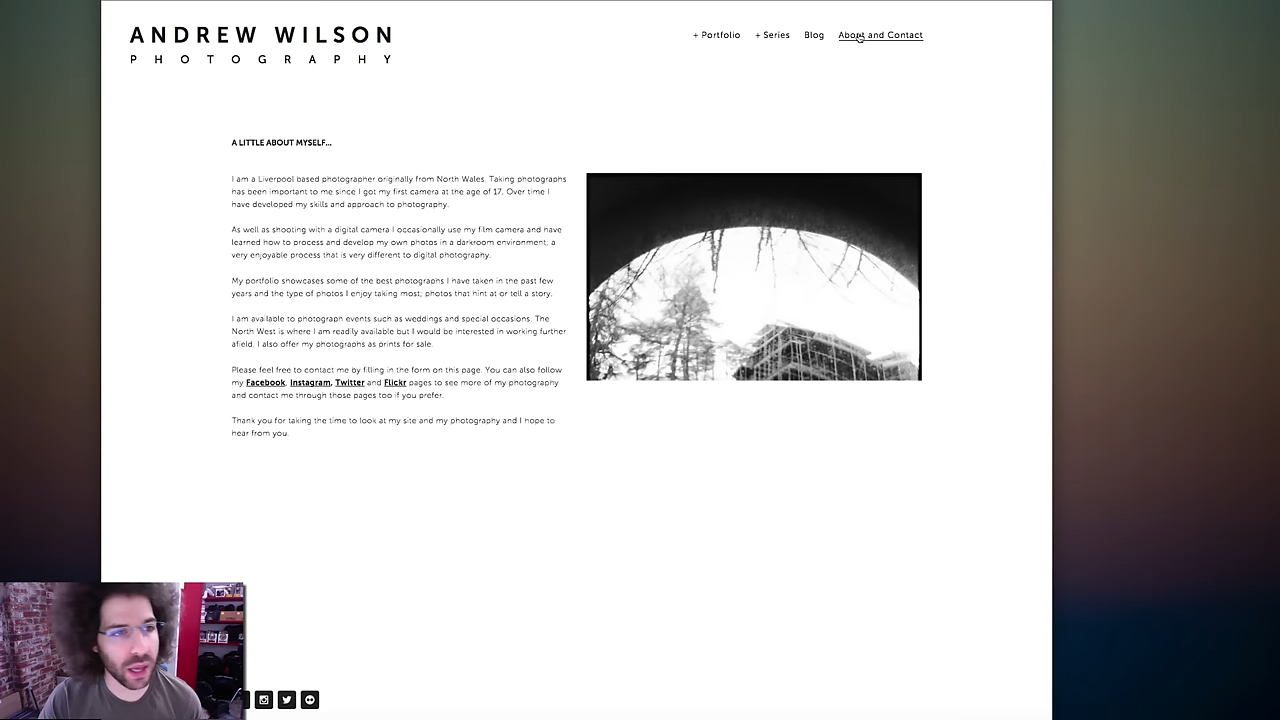 ANDREW WILSON
PHOTOGRAPHY
+ Portfolio + Series Blog About and Contact
A LITTLE ABOUT MYSELF...
I am a Liverpool based photographer originally from North Wales. Taking photographs
has been important to me since I got my first camera at the age of 17. Over time I
have developed my skills and approach to photography.
As well as shooting with a digital camera I occasionally use my film camera and have
learned how to process and develop my own photos in a darkroom environment; a
very enjoyable process that is very different to digital photography.
My portfolio showcases some of the best photographs I have taken in the past few
years and the type of photos I enjoy taking most; photos that hint at or tell a story.
I am available to photograph events such as weddings and special occasions. The
North West is where I am readily available but I would be interested in working further
afield. I also offer my photographs as prints for sale.
Please feel free to contact me by filling in the form on this page. You can also follow
my Facebook, Instagram, Twitter and Flickr pages to see more of my photography
and contact me through those pages too if you prefer.
Thank you for taking the time to look at my site and my photography and I hope to
hear from you.